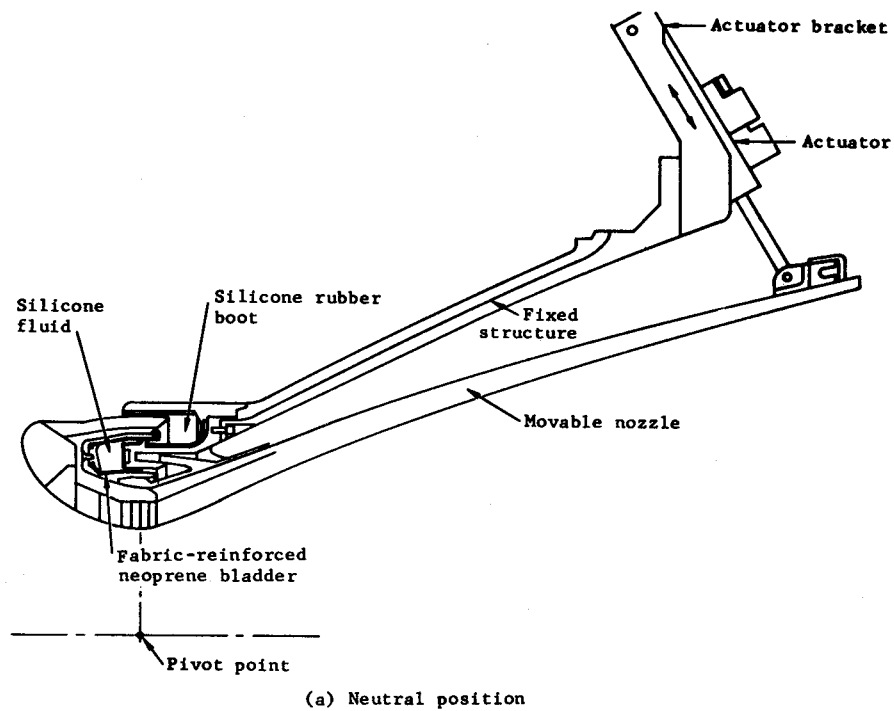 Actuator bracket
Actuator
Silicone rubber
boot
Silicone
fluid
Fixed
structure
Movable nozzle
Fabric-reinforced
neoprene bladder
Pivot point
(a) Neutral position